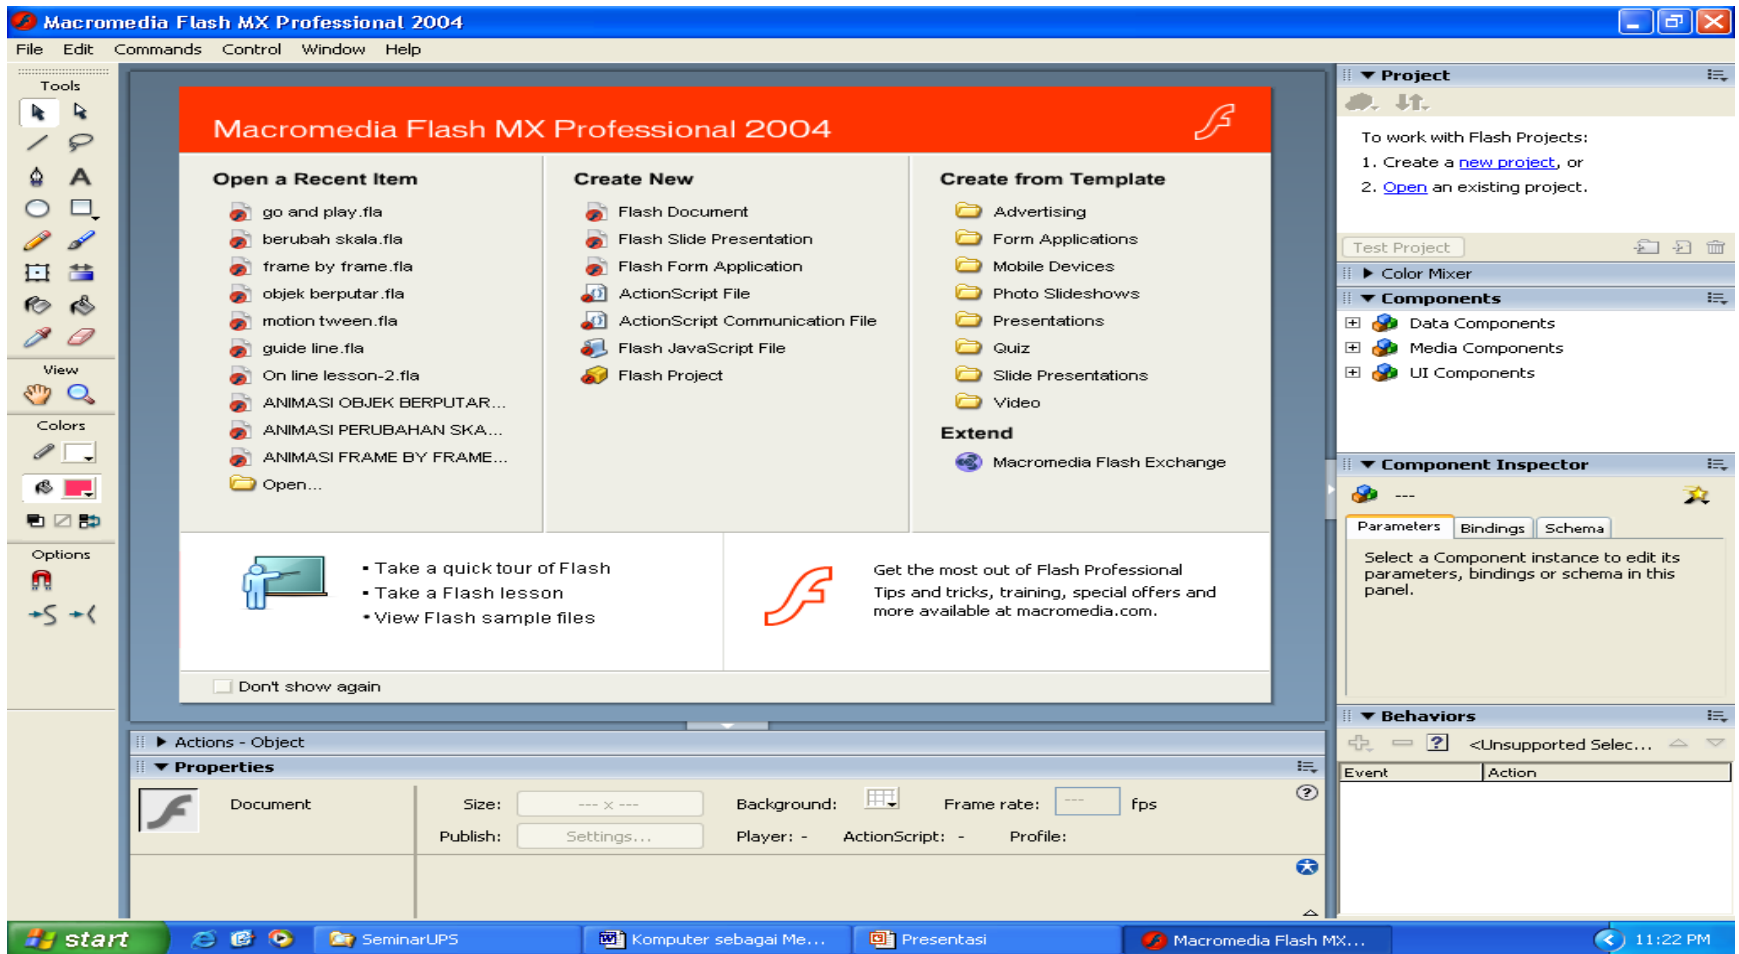 Macromedia Flash MX Professional 2004
File Edit Commands Control Window Help
Tools
View
Colors
Options
Macromedia Flash MX Professional 2004
Open a Recent Item
go and play.fla
berubah skala.fla
frame by frame.fla
objek berputar.fla
motion tween.fla
guide line.fla
On line lesson-2.fla
ANIMASI OBJEK BERPUTAR...
ANIMASI PERUBAHAN SKA...
ANIMASI FRAME BY FRAME...
Open...
Create New
Flash Document
Flash Slide Presentation
Flash Form Application
ActionScript File
ActionScript Communication File
Flash JavaScript File
Flash Project
Create from Template
Advertising
Form Applications
Mobile Devices
Photo Slideshows
Presentations
Quiz
Slide Presentations
Video
Extend
Macromedia Flash Exchange
• Take a quick tour of Flash
• Take a Flash lesson
• View Flash sample files
Get the most out of Flash Professional
Tips and tricks, training, special offers and
more available at macromedia.com.
Don't show again
Actions - Object
Properties
Document
Size: --- x --- Background: Frame rate: --- fps
Publish: Settings... Player: - ActionScript: - Profile:
Project
To work with Flash Projects:
1. Create a new project, or
2. Open an existing project.
Test Project
Color Mixer
Components
Data Components
Media Components
UI Components
Component Inspector
---
Parameters Bindings Schema
Select a Component instance to edit its
parameters, bindings or schema in this
panel.
Behaviors
<Unsupported Selec...
Event Action
start SeminarUPS Komputer sebagai Me... Presentasi Macromedia Flash MX... 11:22 PM